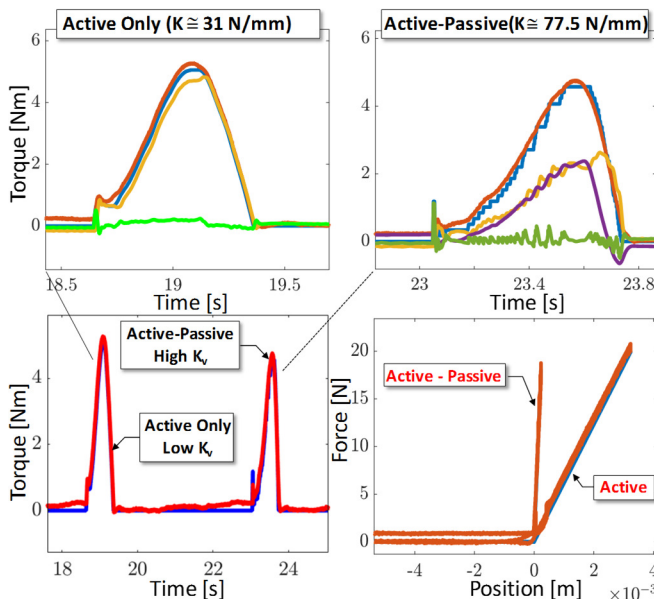 Active Only (K ≅ 31 N/mm)
Torque [Nm]
6
4
2
0
18.5
19
19.5
Time [s]
Active-Passive(K≅ 77.5 N/mm)
6
4
2
0
23
23.4
23.8
Time [s]
Torque [Nm]
4
2
0
Active-Passive
High Kᵥ
Active Only
Low Kᵥ
18
20
22
24
Time [s]
Force [N]
20
15
10
5
0
Active - Passive
Active
-4
-2
0
2
4
Position [m]
×10⁻³